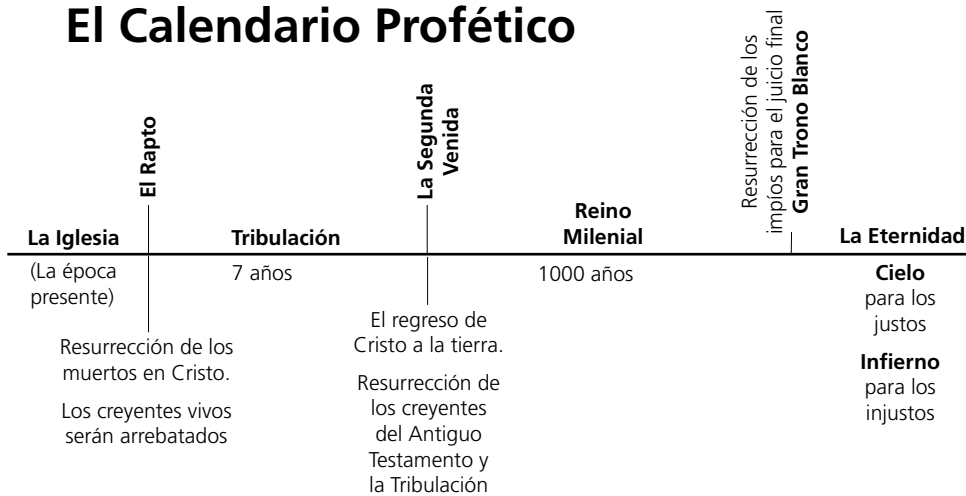 El Calendario Profético
El Rapto
La Segunda
Venida
Resurrección de los
impíos para el juicio final
Gran Trono Blanco
La Iglesia
Tribulación
Reino
Milenial
La Eternidad
(La época
presente)
7 años
1000 años
Resurrección de los
muertos en Cristo.
Los creyentes vivos
serán arrebatados
El regreso de
Cristo a la tierra.
Resurrección de
los creyentes
del Antiguo
Testamento y
la Tribulación
Cielo
para los
justos
Infierno
para los
injustos